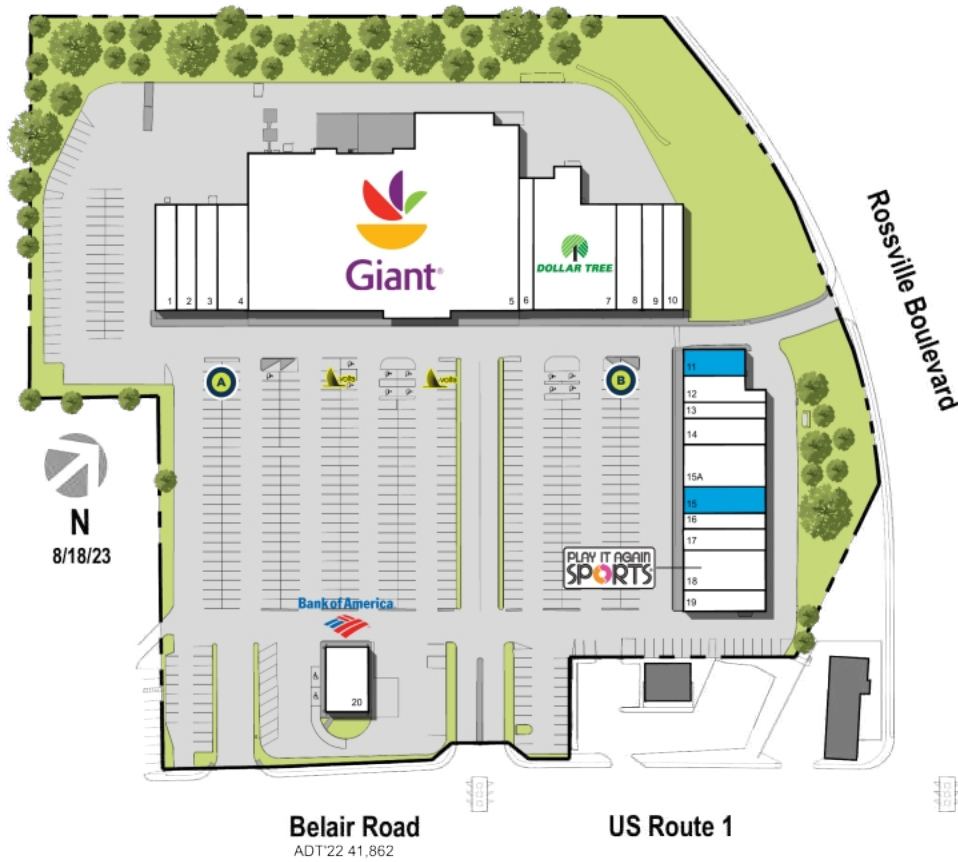 Rossville Boulevard
Giant
DOLLAR TREE
1 2 3 4 5 6 7 8 9 10
A
volta
volta
B
11
12
13
14
15A
15
16
17
18
19
PLAY IT AGAIN
SPORTS
N
8/18/23
Bank of America
20
Belair Road
US Route 1
ADT'22 41,862